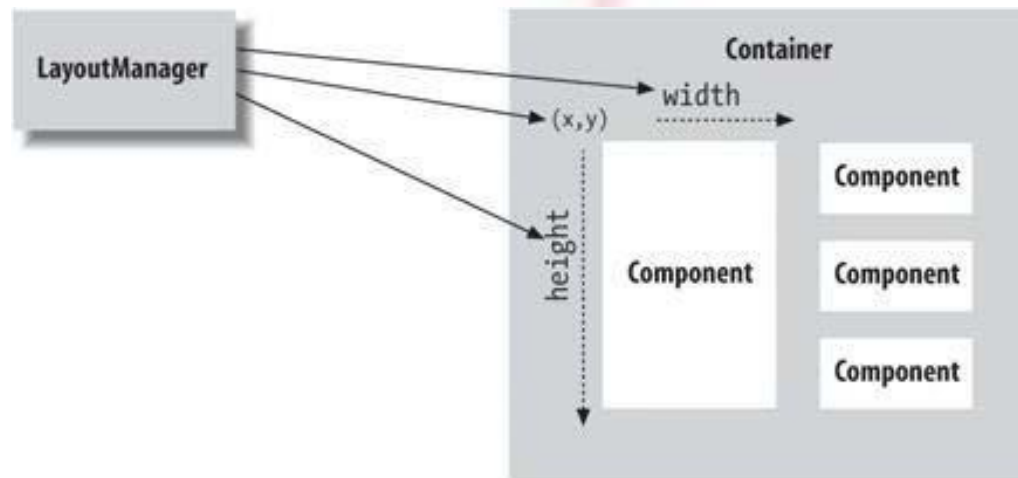 LayoutManager
Container
width
(x,y)
height
Component
Component
Component
Component